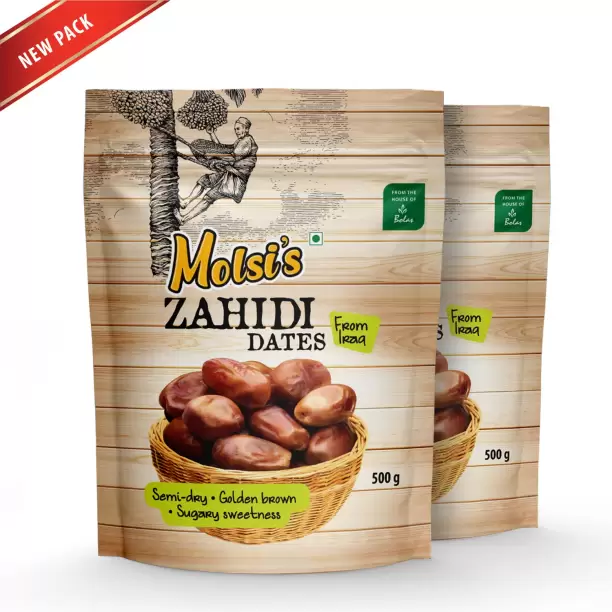 NEW PACK
FROM THE
HOUSE OF
Bolas
Molsi's
ZAHIDI
DATES
From
Iraq
Semi-dry • Golden brown
• Sugary sweetness
500 g
FROM THE
HOUSE OF
Bolas
S
From
Iraq
500 g